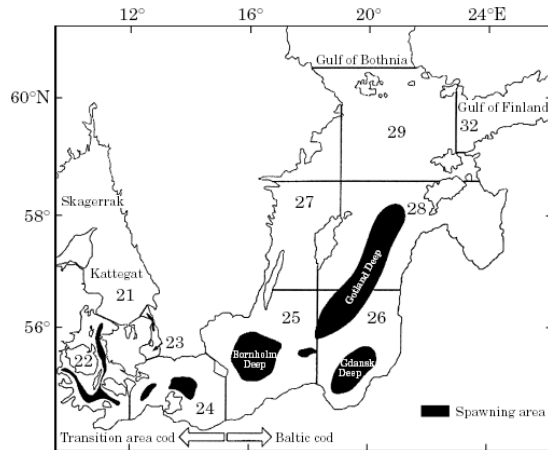 12°
16°
20°
24°E
Gulf of Bothnia
60°N
Gulf of Finland
32
29
Skagerrak
27
28
58°
Kattegat
21
Gotland Deep
25
26
56°
23
22
Bornholm
Deep
Gdansk
Deep
24
Spawning area
Transition area cod
Baltic cod